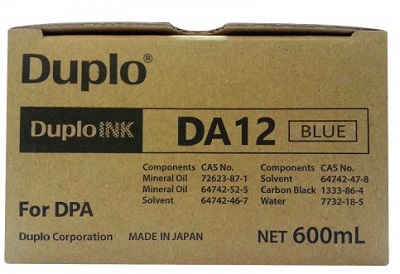 Duplo®
Duplo INK DA12 BLUE
Components CAS No. Components CAS No.
Mineral Oil 72623-87-1 Solvent 64742-47-8
Mineral Oil 64742-52-5 Carbon Black 1333-86-4
Solvent 64742-46-7 Water 7732-18-5
For DPA
Duplo Corporation MADE IN JAPAN NET 600mL